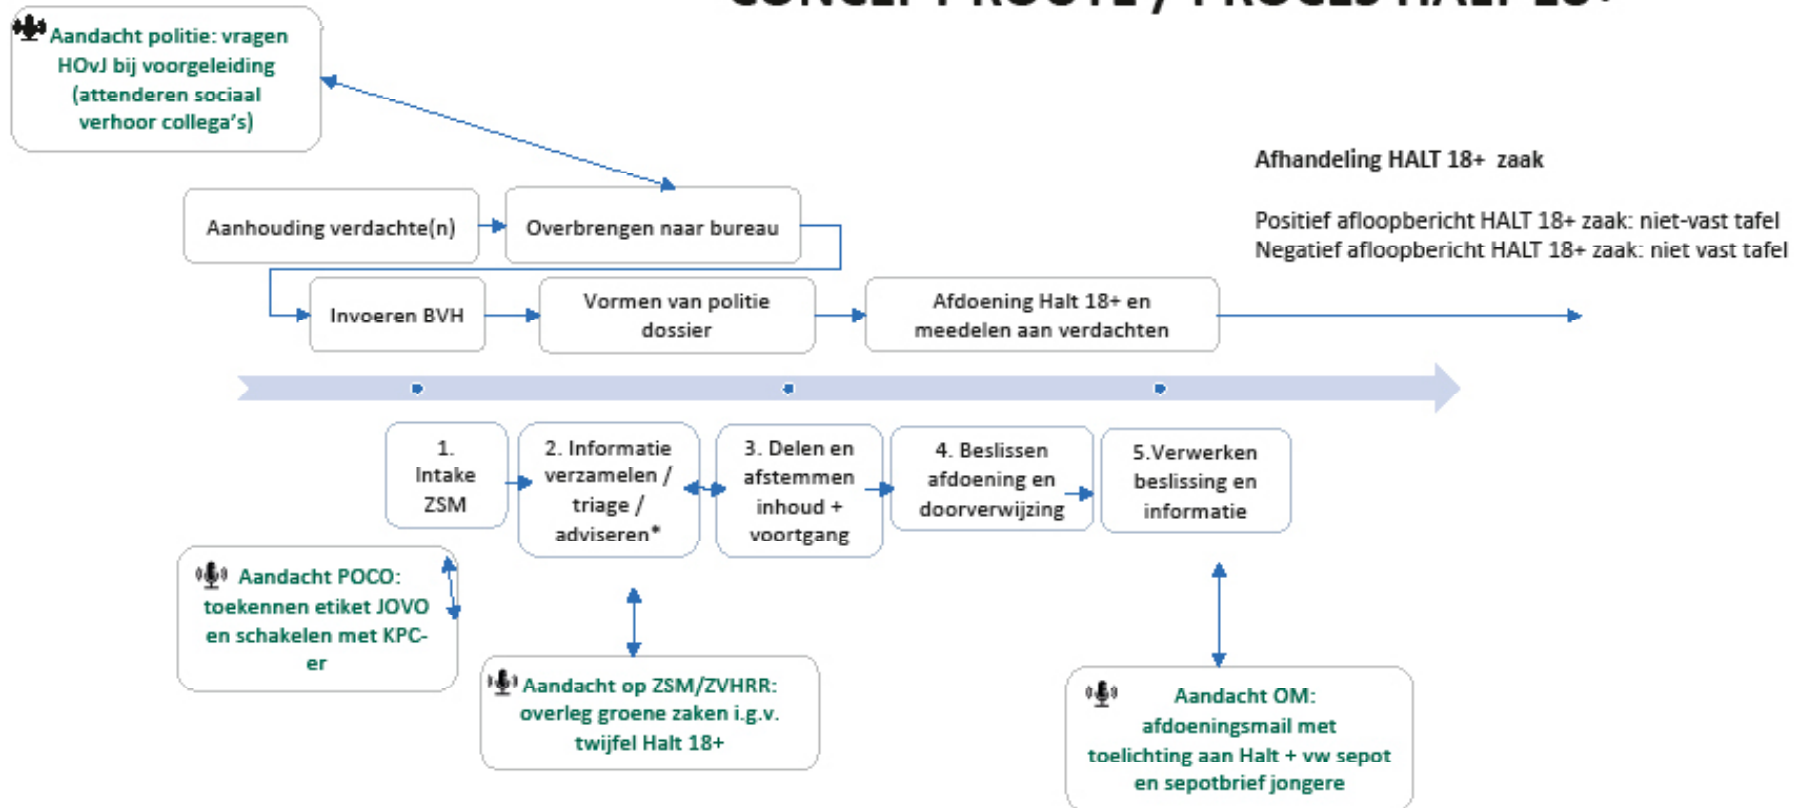 CONCEPT ROUTE / PROCES HALT 18+
Aandacht politie: vragen
HOvJ bij voorgeleiding
(attenderen sociaal
verhoor collega's)
Afhandeling HALT 18+ zaak
Positief afloopbericht HALT 18+ zaak: niet-vast tafel
Negatief afloopbericht HALT 18+ zaak: niet vast tafel
Aanhouding verdachte(n)
Overbrengen naar bureau
Invoeren BVH
Vormen van politie
dossier
Afdoening Halt 18+ en
meedelen aan verdachten
1.
Intake
ZSM
2. Informatie
verzamelen /
triage /
adviseren*
3. Delen en
afstemmen
inhoud +
voortgang
4. Beslissen
afdoening en
doorverwijzing
5.Verwerken
beslissing en
informatie
Aandacht POCO:
toekennen etiket JOVO
en schakelen met KPC-
er
Aandacht op ZSM/ZVHRR:
overleg groene zaken i.g.v.
twijfel Halt 18+
Aandacht OM:
afdoeningsmail met
toelichting aan Halt + vw sepot
en sepotbrief jongere